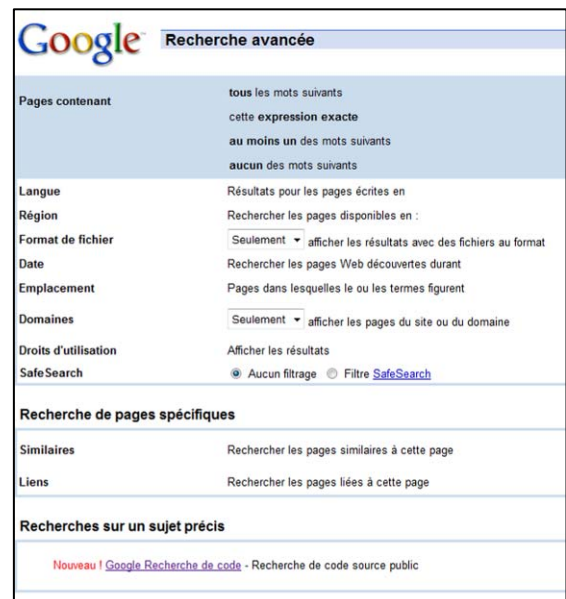 Google Recherche avancée
Pages contenant
tous les mots suivants
cette expression exacte
au moins un des mots suivants
aucun des mots suivants
Langue Résultats pour les pages écrites en
Région Rechercher les pages disponibles en :
Format de fichier Seulement afficher les résultats avec des fichiers au format
Date Rechercher les pages Web découvertes durant
Emplacement Pages dans lesquelles le ou les termes figurent
Domaines Seulement afficher les pages du site ou du domaine
Droits d'utilisation Afficher les résultats
SafeSearch Aucun filtrage Filtre SafeSearch
Recherche de pages spécifiques
Similaires Rechercher les pages similaires à cette page
Liens Rechercher les pages liées à cette page
Recherches sur un sujet précis
Nouveau ! Google Recherche de code - Recherche de code source public